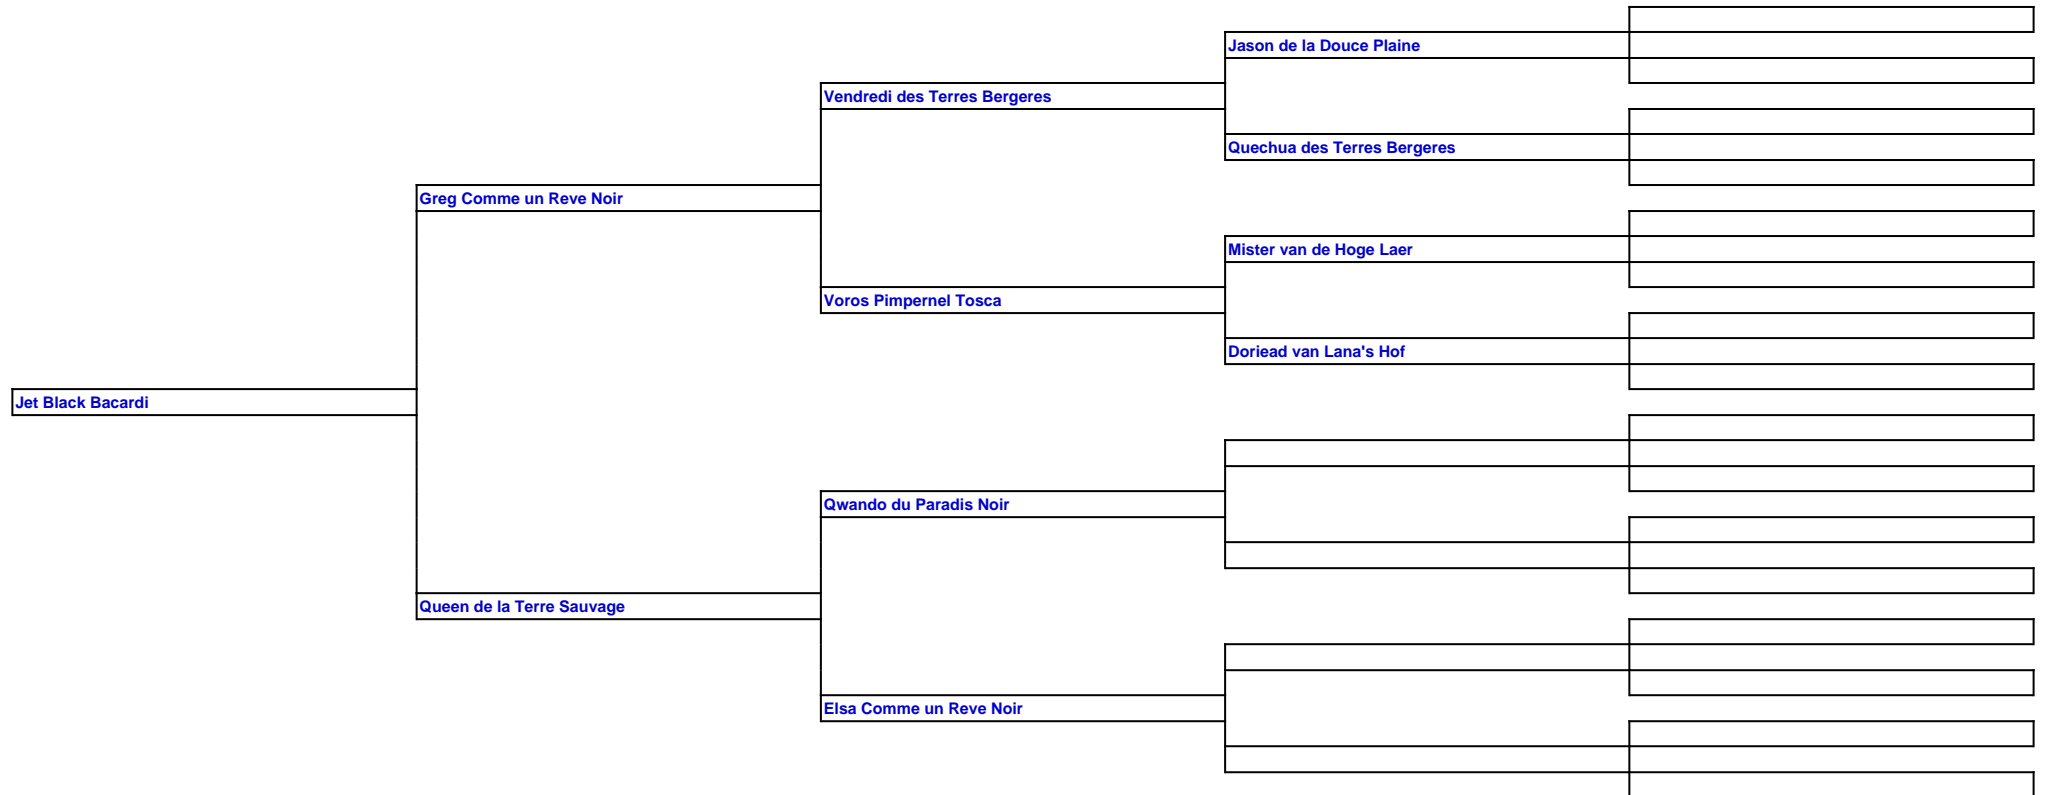 Jason de la Douce Plaine
Vendredi des Terres Bergeres
Quechua des Terres Bergeres
Greg Comme un Reve Noir
Mister van de Hoge Laer
Voros Pimpernel Tosca
Doriead van Lana's Hof
Jet Black Bacardi
Qwando du Paradis Noir
Queen de la Terre Sauvage
Elsa Comme un Reve Noir